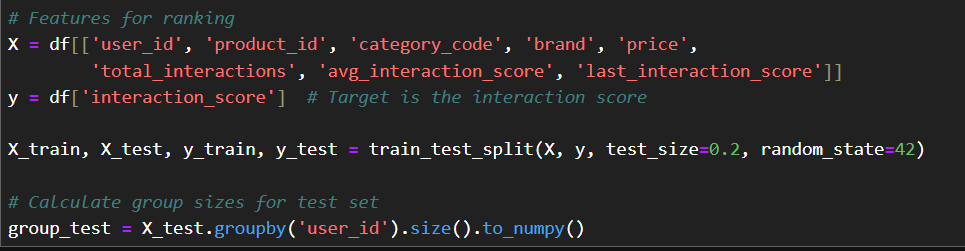 # Features for ranking
X = df[['user_id', 'product_id', 'category_code', 'brand', 'price',
        'total_interactions', 'avg_interaction_score', 'last_interaction_score']]
y = df['interaction_score']  # Target is the interaction score
X_train, X_test, y_train, y_test = train_test_split(X, y, test_size=0.2, random_state=42)
# Calculate group sizes for test set
group_test = X_test.groupby('user_id').size().to_numpy()